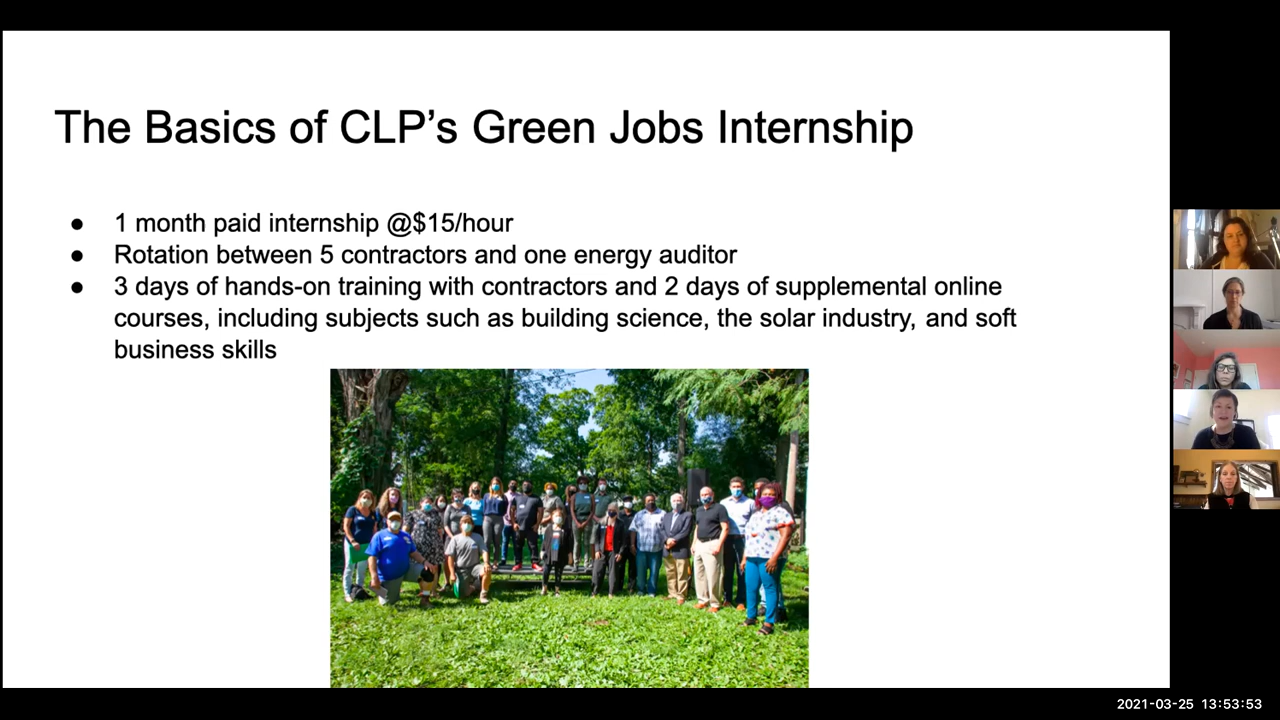 The Basics of CLP's Green Jobs Internship
● 1 month paid internship @$15/hour
● Rotation between 5 contractors and one energy auditor
● 3 days of hands-on training with contractors and 2 days of supplemental online
courses, including subjects such as building science, the solar industry, and soft
business skills
2021-03-25 13:53:53